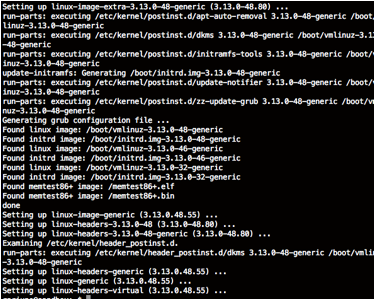 Setting up linux-image-extra-3.13.0-48-generic (3.13.0-48.80) ...
run-parts: executing /etc/kernel/postinst.d/apt-auto-removal 3.13.0-48-generic /boot/vm
linuz-3.13.0-48-generic
run-parts: executing /etc/kernel/postinst.d/dkms 3.13.0-48-generic /boot/vmlinuz-3.13.0
-48-generic
run-parts: executing /etc/kernel/postinst.d/initramfs-tools 3.13.0-48-generic /boot/vml
inuz-3.13.0-48-generic
update-initramfs: Generating /boot/initrd.img-3.13.0-48-generic
run-parts: executing /etc/kernel/postinst.d/update-notifier 3.13.0-48-generic /boot/vml
inuz-3.13.0-48-generic
run-parts: executing /etc/kernel/postinst.d/zz-update-grub 3.13.0-48-generic /boot/vmli
nuz-3.13.0-48-generic
Generating grub configuration file ...
Found linux image: /boot/vmlinuz-3.13.0-48-generic
Found initrd image: /boot/initrd.img-3.13.0-48-generic
Found linux image: /boot/vmlinuz-3.13.0-46-generic
Found initrd image: /boot/initrd.img-3.13.0-46-generic
Found linux image: /boot/vmlinuz-3.13.0-32-generic
Found initrd image: /boot/initrd.img-3.13.0-32-generic
Found memtest86+ image: /memtest86+.elf
Found memtest86+ image: /memtest86+.bin
done
Setting up linux-image-generic (3.13.0.48.55) ...
Setting up linux-headers-3.13.0-48 (3.13.0-48.80) ...
Setting up linux-headers-3.13.0-48-generic (3.13.0-48.80) ...
Examining /etc/kernel/header_postinst.d.
run-parts: executing /etc/kernel/header_postinst.d/dkms 3.13.0-48-generic /boot/vmlinuz
-3.13.0-48-generic
Setting up linux-headers-generic (3.13.0.48.55) ...
Setting up linux-generic (3.13.0.48.55) ...
Setting up linux-headers-virtual (3.13.0.48.55) ...